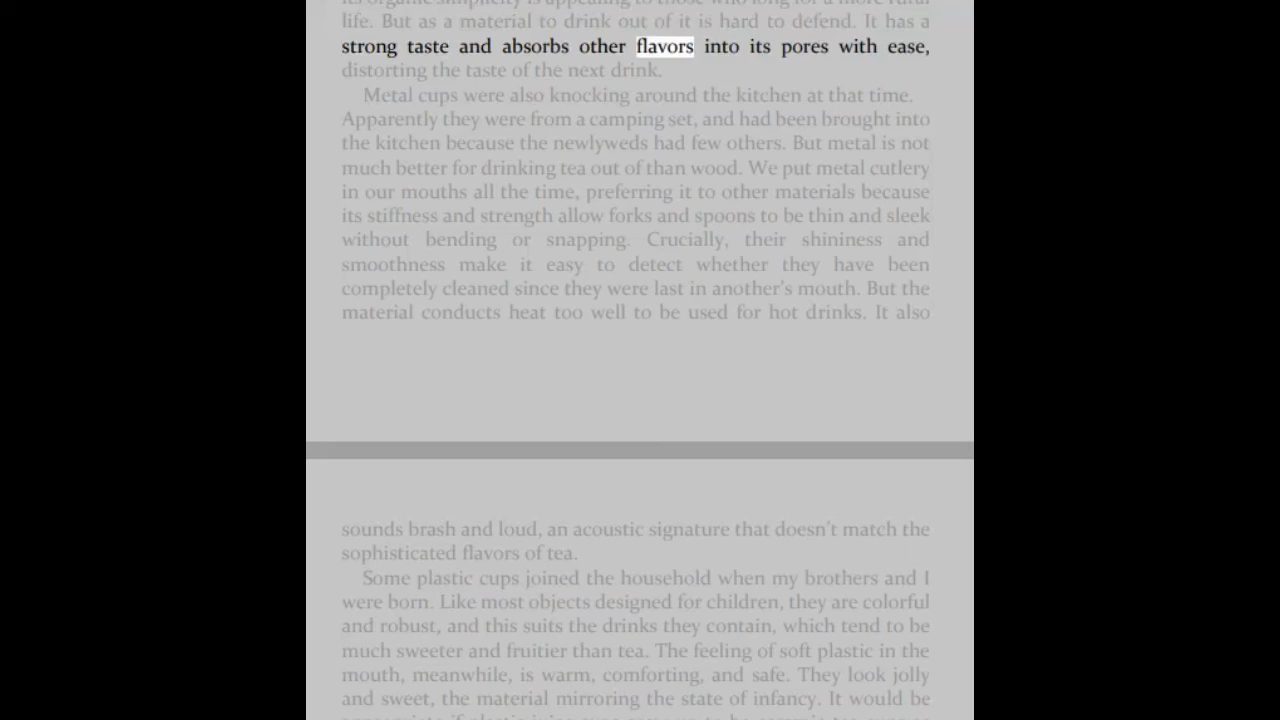 its organic simplicity is appealing to those who long for a more rural
life. But as a material to drink out of it is hard to defend. It has a
strong taste and absorbs other flavors into its pores with ease,
distorting the taste of the next drink.
Metal cups were also knocking around the kitchen at that time.
Apparently they were from a camping set, and had been brought into
the kitchen because the newlyweds had few others. But metal is not
much better for drinking tea out of than wood. We put metal cutlery
in our mouths all the time, preferring it to other materials because
its stiffness and strength allow forks and spoons to be thin and sleek
without bending or snapping. Crucially, their shininess and
smoothness make it easy to detect whether they have been
completely cleaned since they were last in another's mouth. But the
material conducts heat too well to be used for hot drinks. It also
sounds brash and loud, an acoustic signature that doesn't match the
sophisticated flavors of tea.
Some plastic cups joined the household when my brothers and I
were born. Like most objects designed for children, they are colorful
and robust, and this suits the drinks they contain, which tend to be
much sweeter and fruitier than tea. The feeling of soft plastic in the
mouth, meanwhile, is warm, comforting, and safe. They look jolly
and sweet, the material mirroring the state of infancy. It would be